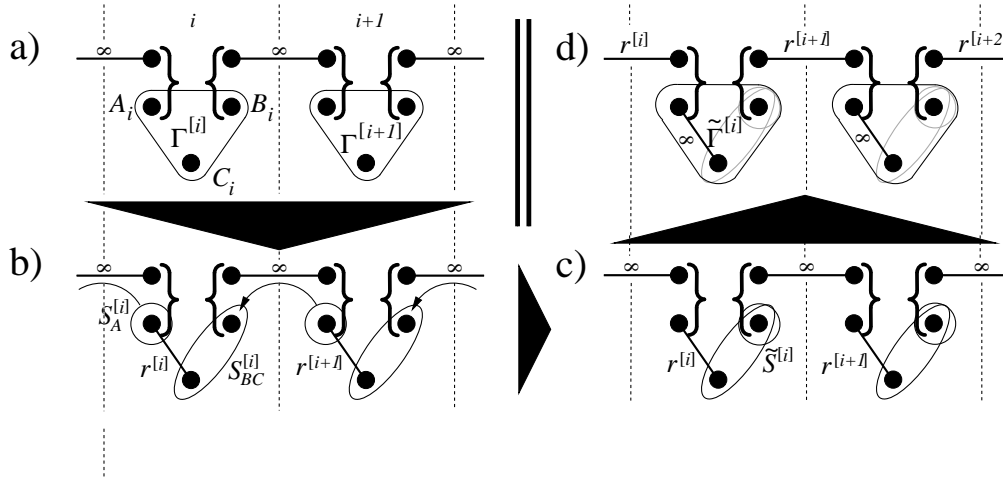 a) i i+1
∞ ∞ ∞
A_i B_i
Γ^[i] Γ^[i+1]
C_i
b)
∞ ∞ ∞
S_A^[i]
r^[i] S_BC^[i] r^[i+1]
d)
r^[i] r^[i+1] r^[i+2
∞ Γ̃^[i] ∞
c)
∞ ∞ ∞
r^[i] S̃^[i] r^[i+1]